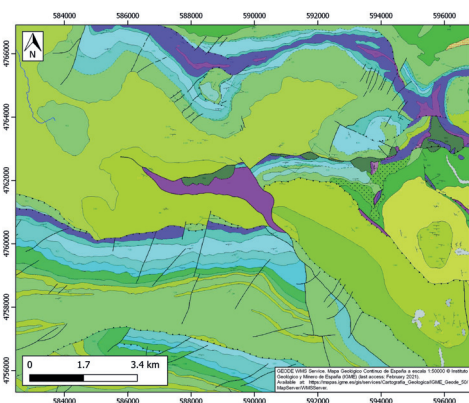 584000 586000 588000 590000 592000 594000 596000
4766000
4764000
4762000
4760000
4758000
4756000
N
0 1.7 3.4 km
GEODE WMS Service. Mapa Geológico Continuo de España a escala 1:50000 © Instituto
Geológico y Minero de España (IGME) (last access: February 2021).
Available at: https://mapas.igme.es/gis/services/Cartografia_Geologica/IGME_Geode_50/
MapServer/WMSServer.
584000 586000 588000 590000 592000 594000 596000